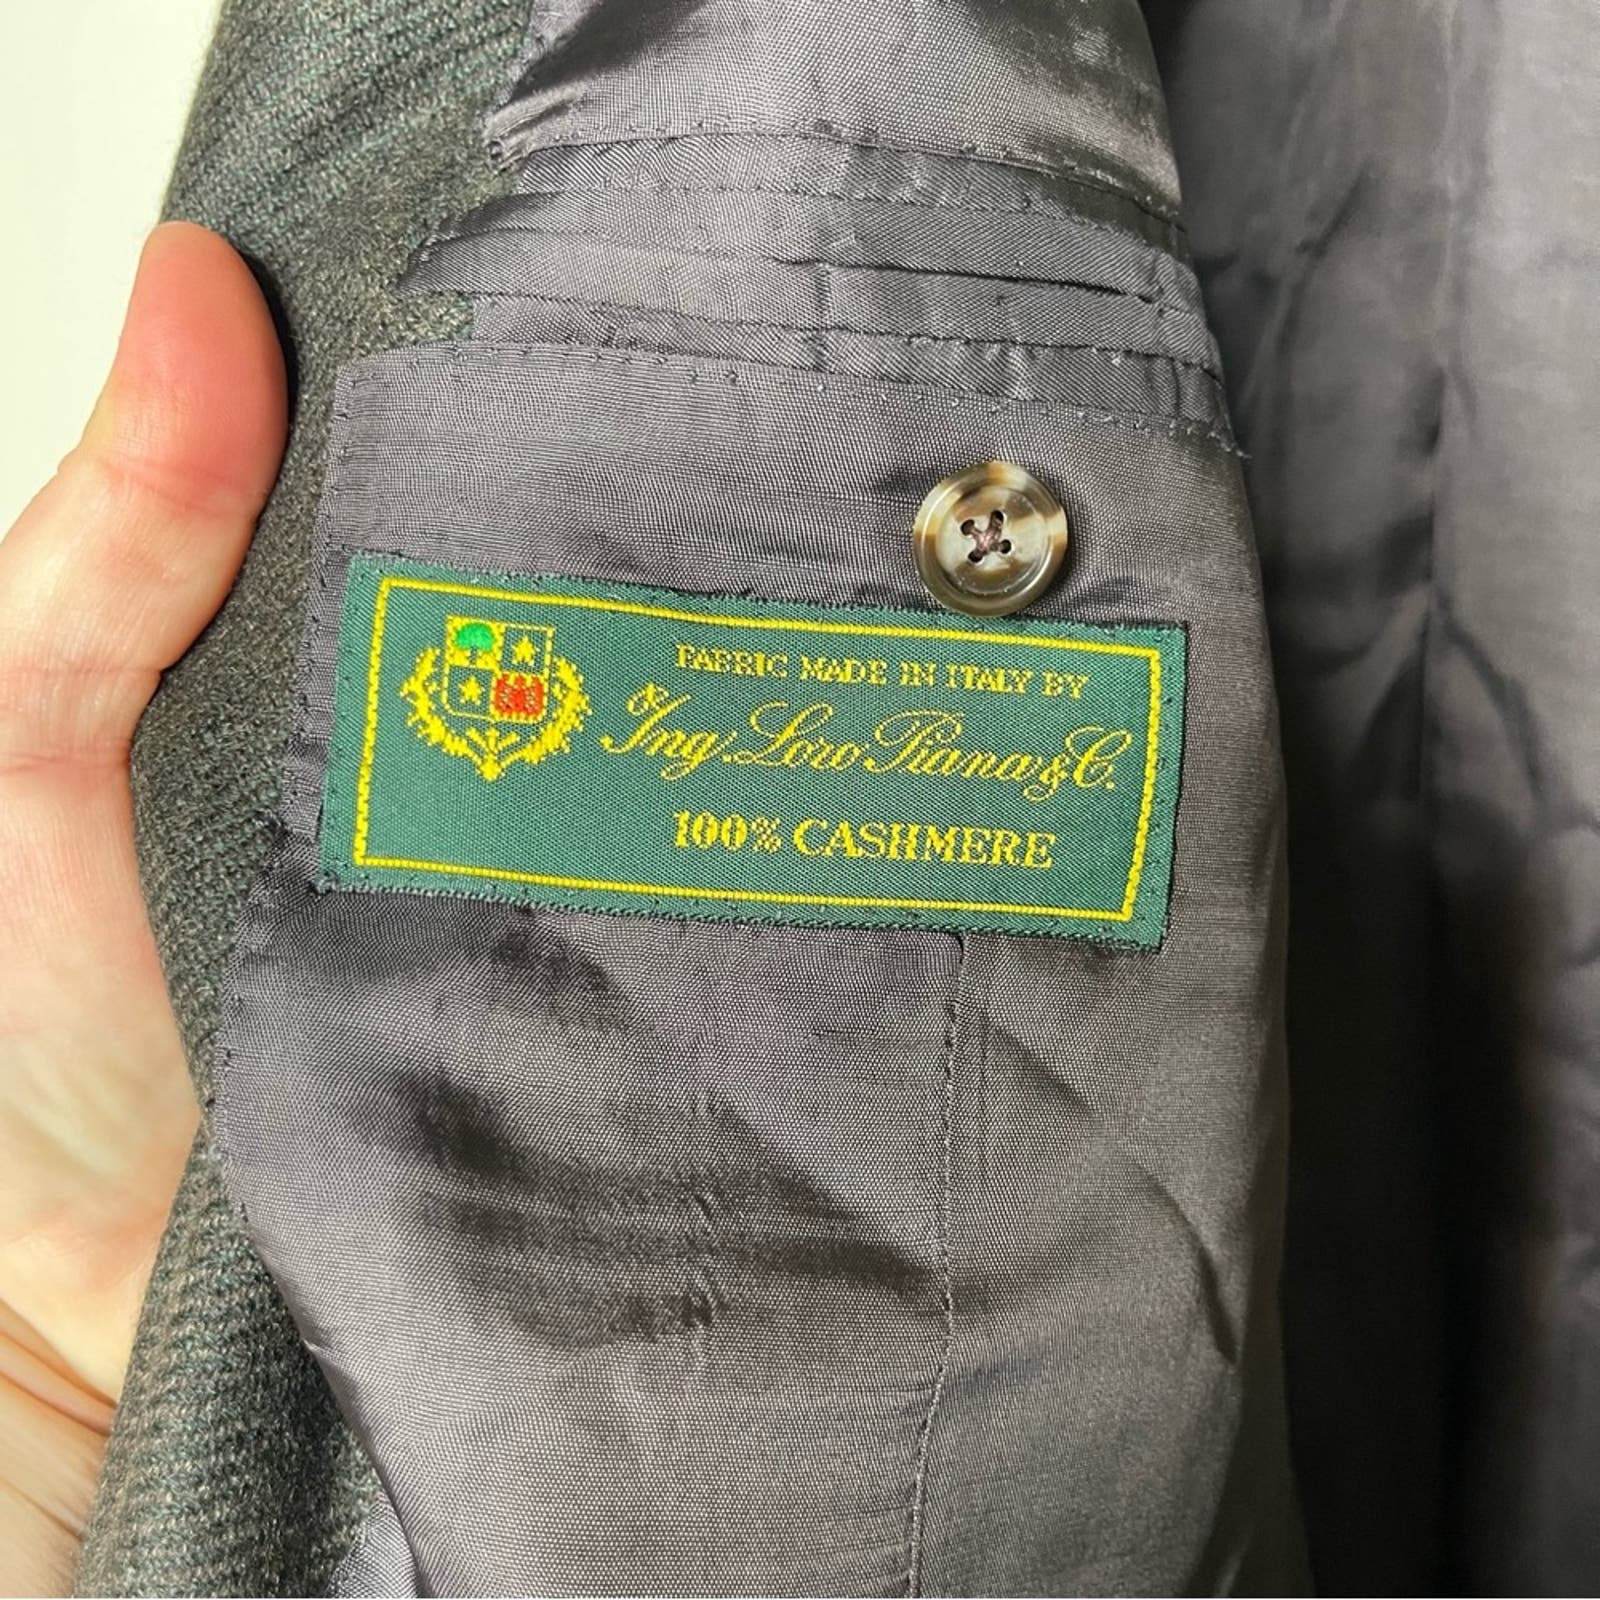 FABRIC MADE IN ITALY BY
Ing. Loro Piana & C.
100% CASHMERE